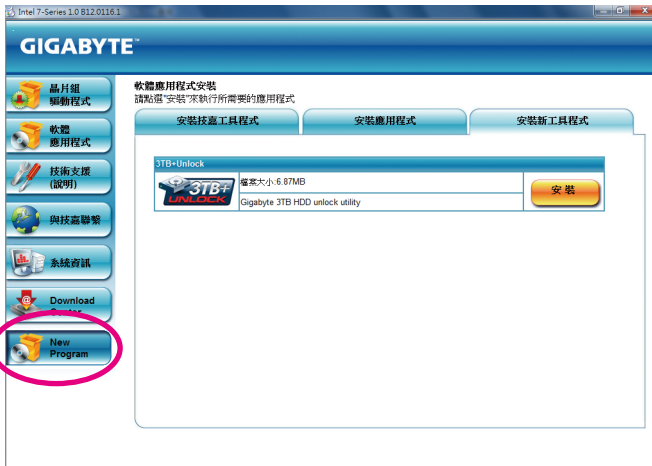 Intel 7-Series 1.0 B12.0116.1
GIGABYTE™
晶片組
驅動程式
軟體
應用程式
技術支援
(說明)
與技嘉聯繫
系統資訊
Download
Center
New
Program
軟體應用程式安裝
請點選"安裝"來執行所需要的應用程式
安裝技嘉工具程式
安裝應用程式
安裝新工具程式
3TB+Unlock
3TB+
UNLOCK
檔案大小:6.87MB
Gigabyte 3TB HDD unlock utility
安裝